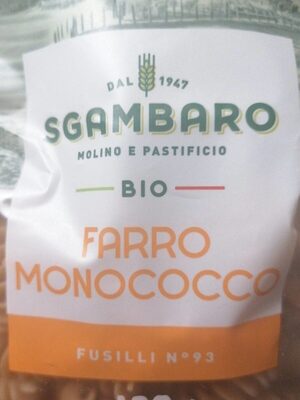 DAL 1947
SGAMBARO
MOLINO E PASTIFICIO
BIO
FARRO
MONOCOCCO
FUSILLI N°93